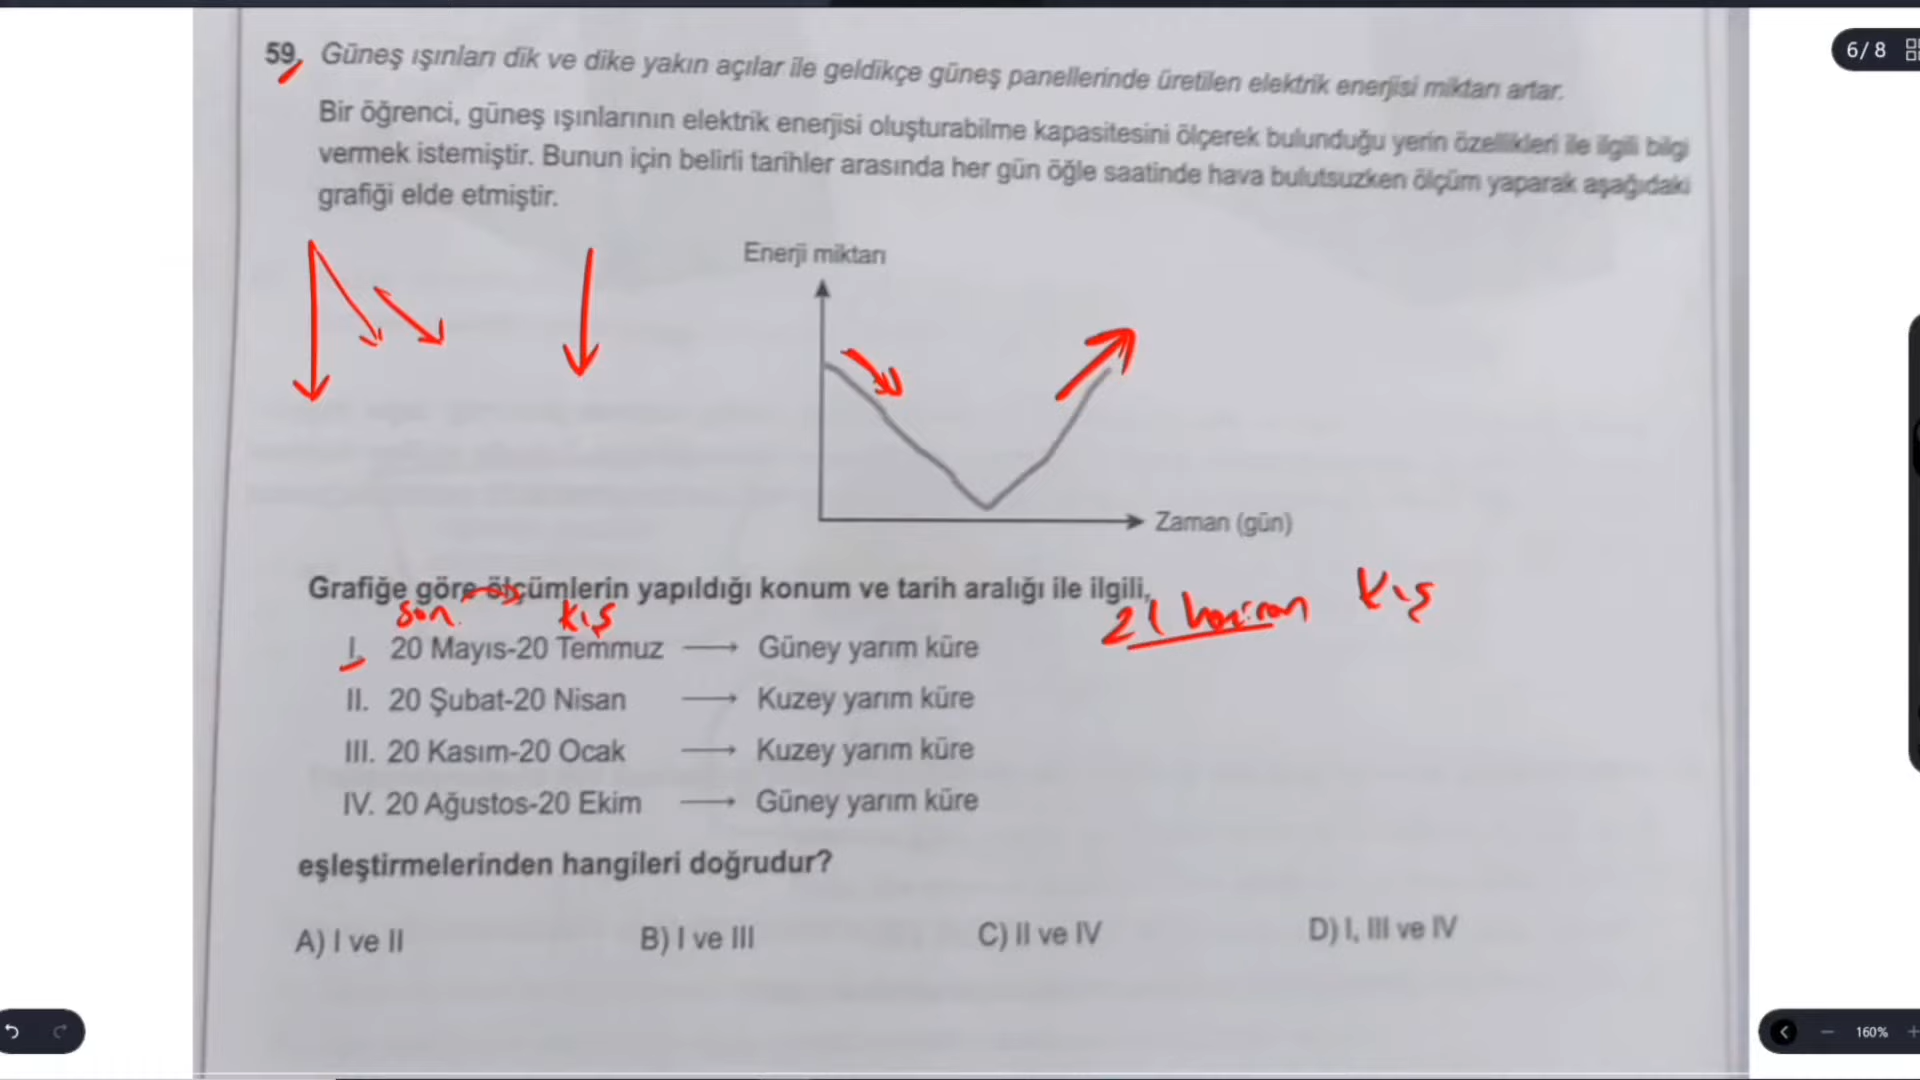 6/8
59. Güneş ışınları dik ve dike yakın açılar ile geldikçe güneş panellerinde üretilen elektrik enerjisi miktarı artar.
Bir öğrenci, güneş ışınlarının elektrik enerjisi oluşturabilme kapasitesini ölçerek bulunduğu yerin özellikleri ile ilgili bilgi
vermek istemiştir. Bunun için belirli tarihler arasında her gün öğle saatinde hava bulutsuzken ölçüm yaparak aşağıdaki
grafiği elde etmiştir.
Enerji miktarı
Zaman (gün)
Grafiğe göre ölçümlerin yapıldığı konum ve tarih aralığı ile ilgili,
son kış
21 haziran kış
I. 20 Mayıs-20 Temmuz → Güney yarım küre
II. 20 Şubat-20 Nisan → Kuzey yarım küre
III. 20 Kasım-20 Ocak → Kuzey yarım küre
IV. 20 Ağustos-20 Ekim → Güney yarım küre
eşleştirmelerinden hangileri doğrudur?
A) I ve II B) I ve III C) II ve IV D) I, III ve IV
160%